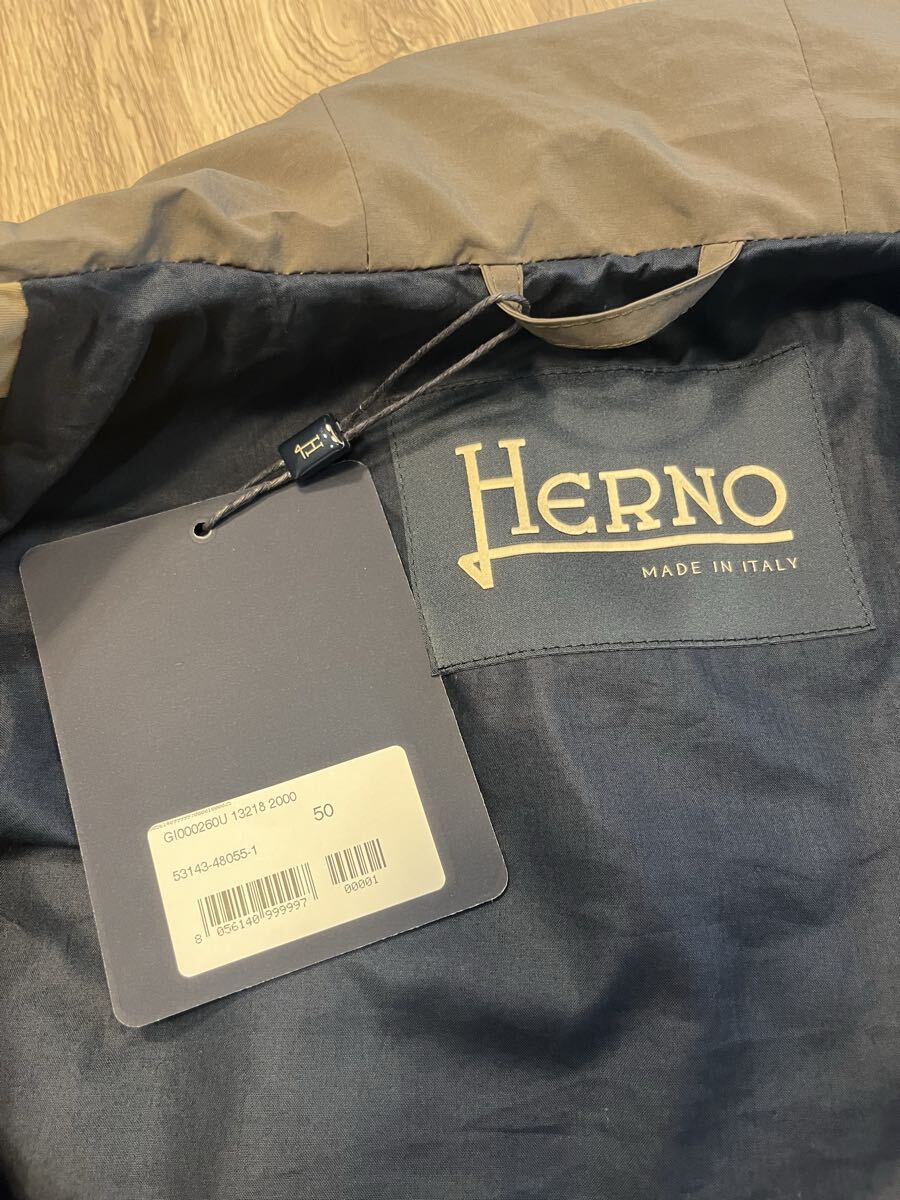 HERNO
MADE IN ITALY
H
GI000260U 13218 2000
50
53143-48055-1
8 056140 999997
00001